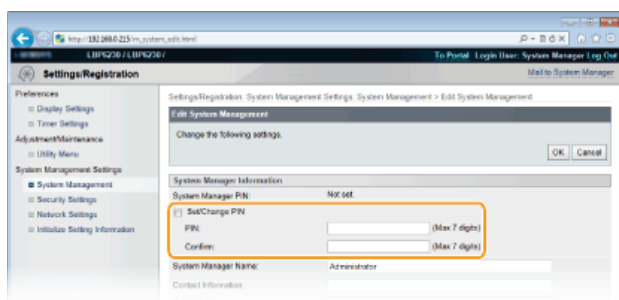 http://192.168.0.215/m_system_edit.html
LBP6230 / LBP6230 /
To Portal Login User: System Manager Log Out
Settings/Registration
Mail to System Manager
Preferences
Display Settings
Timer Settings
Adjustment/Maintenance
Utility Menu
System Management Settings
System Management
Security Settings
Network Settings
Initialize Setting Information
Settings/Registration: System Management Settings: System Management > Edit System Management
Edit System Management
Change the following settings.
OK Cancel
System Manager Information
System Manager PIN: Not set.
Set/Change PIN
PIN: (Max 7 digits)
Confirm: (Max 7 digits)
System Manager Name: Administrator
Contact Information: